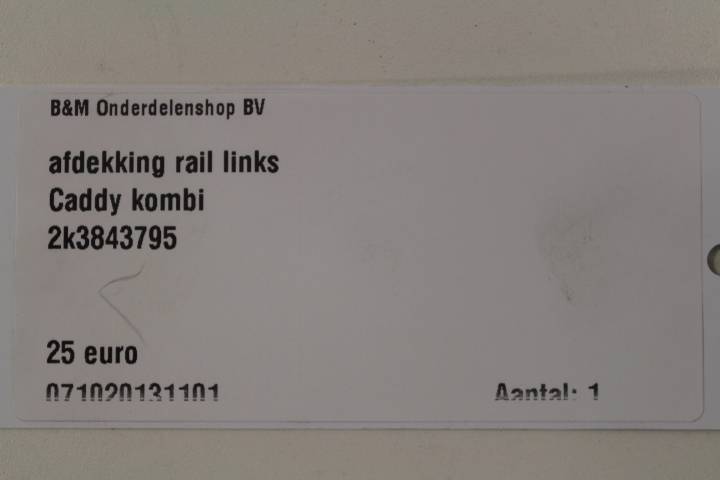 B&M Onderdelenshop BV
afdekking rail links
Caddy kombi
2k3843795
25 euro
071020131101
Aantal: 1